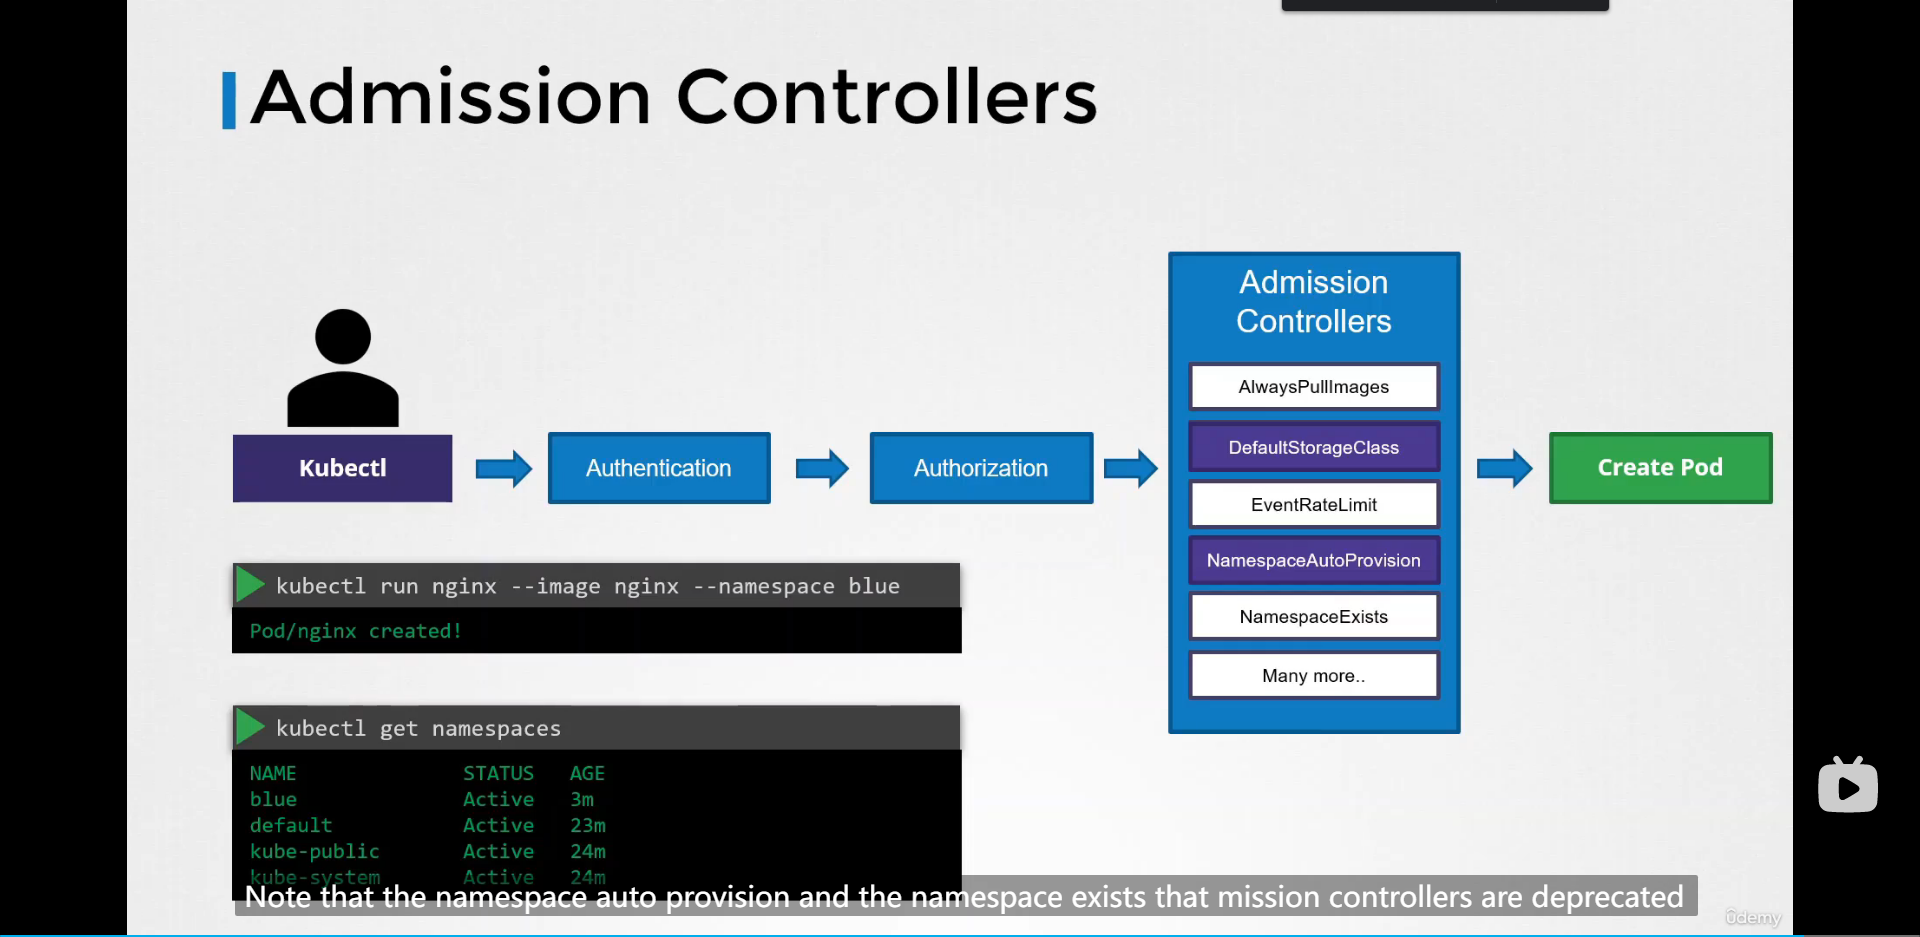 Admission Controllers
Admission
Controllers
AlwaysPullImages
DefaultStorageClass
EventRateLimit
NamespaceAutoProvision
NamespaceExists
Many more..
Kubectl
Authentication
Authorization
Create Pod
kubectl run nginx --image nginx --namespace blue
Pod/nginx created!
kubectl get namespaces
NAME STATUS AGE
blue Active 3m
default Active 23m
kube-public Active 24m
kube-system Active 24m
Note that the namespace auto provision and the namespace exists that mission controllers are deprecated
ûdemy